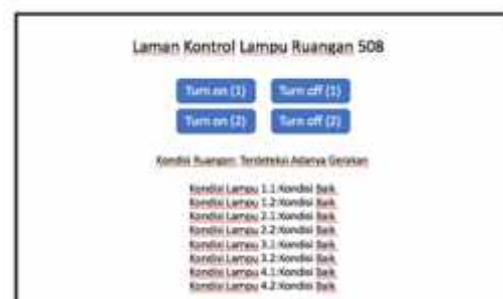 Laman Kontrol Lampu Ruangan 508
Turn on (1) Turn off (1)
Turn on (2) Turn off (2)
Kondisi Ruangan: Terdeteksi Adanya Gerakan
Kondisi Lampu 1.1:Kondisi Baik
Kondisi Lampu 1.2:Kondisi Baik
Kondisi Lampu 2.1:Kondisi Baik
Kondisi Lampu 2.2:Kondisi Baik
Kondisi Lampu 3.1:Kondisi Baik
Kondisi Lampu 3.2:Kondisi Baik
Kondisi Lampu 4.1:Kondisi Baik
Kondisi Lampu 4.2:Kondisi Baik